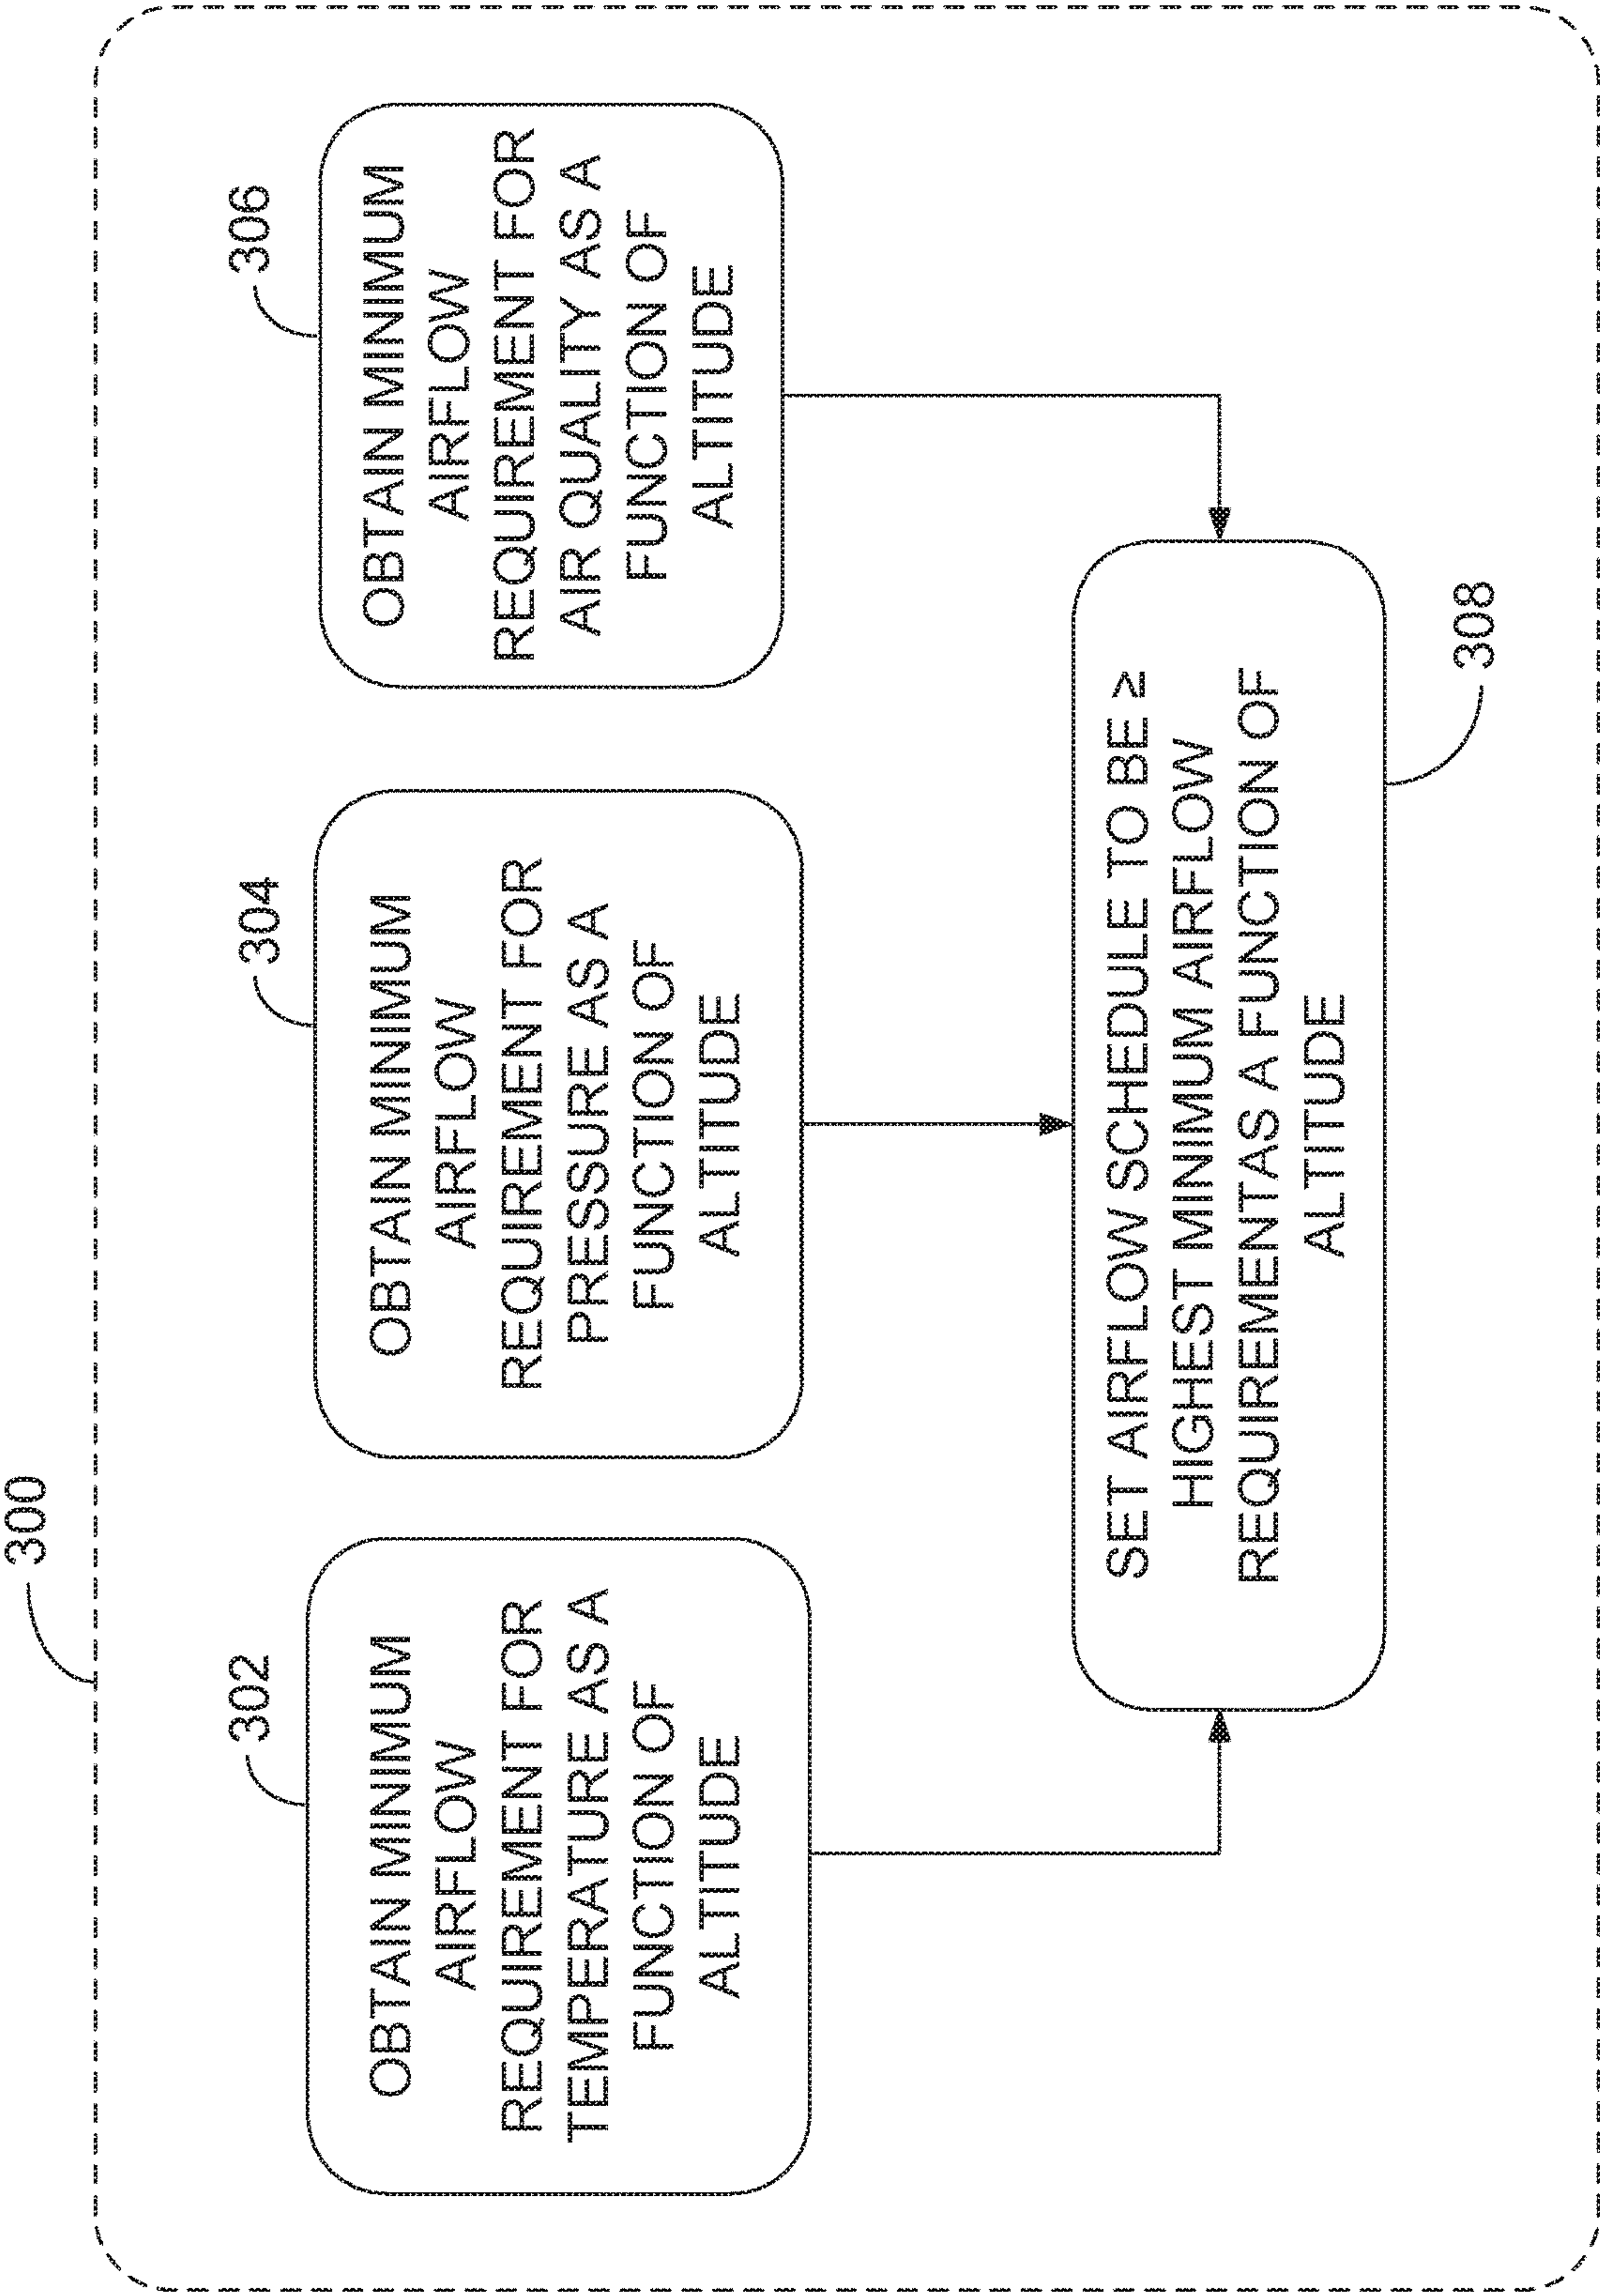 300
302
OBTAIN MINIMUM
AIRFLOW
REQUIREMENT FOR
TEMPERATURE AS A
FUNCTION OF
ALTITUDE
304
OBTAIN MINIMUM
AIRFLOW
REQUIREMENT FOR
PRESSURE AS A
FUNCTION OF
ALTITUDE
306
OBTAIN MINIMUM
AIRFLOW
REQUIREMENT FOR
AIR QUALITY AS A
FUNCTION OF
ALTITUDE
SET AIRFLOW SCHEDULE TO BE ≥
HIGHEST MINIMUM AIRFLOW
REQUIREMENT AS A FUNCTION OF
ALTITUDE
308